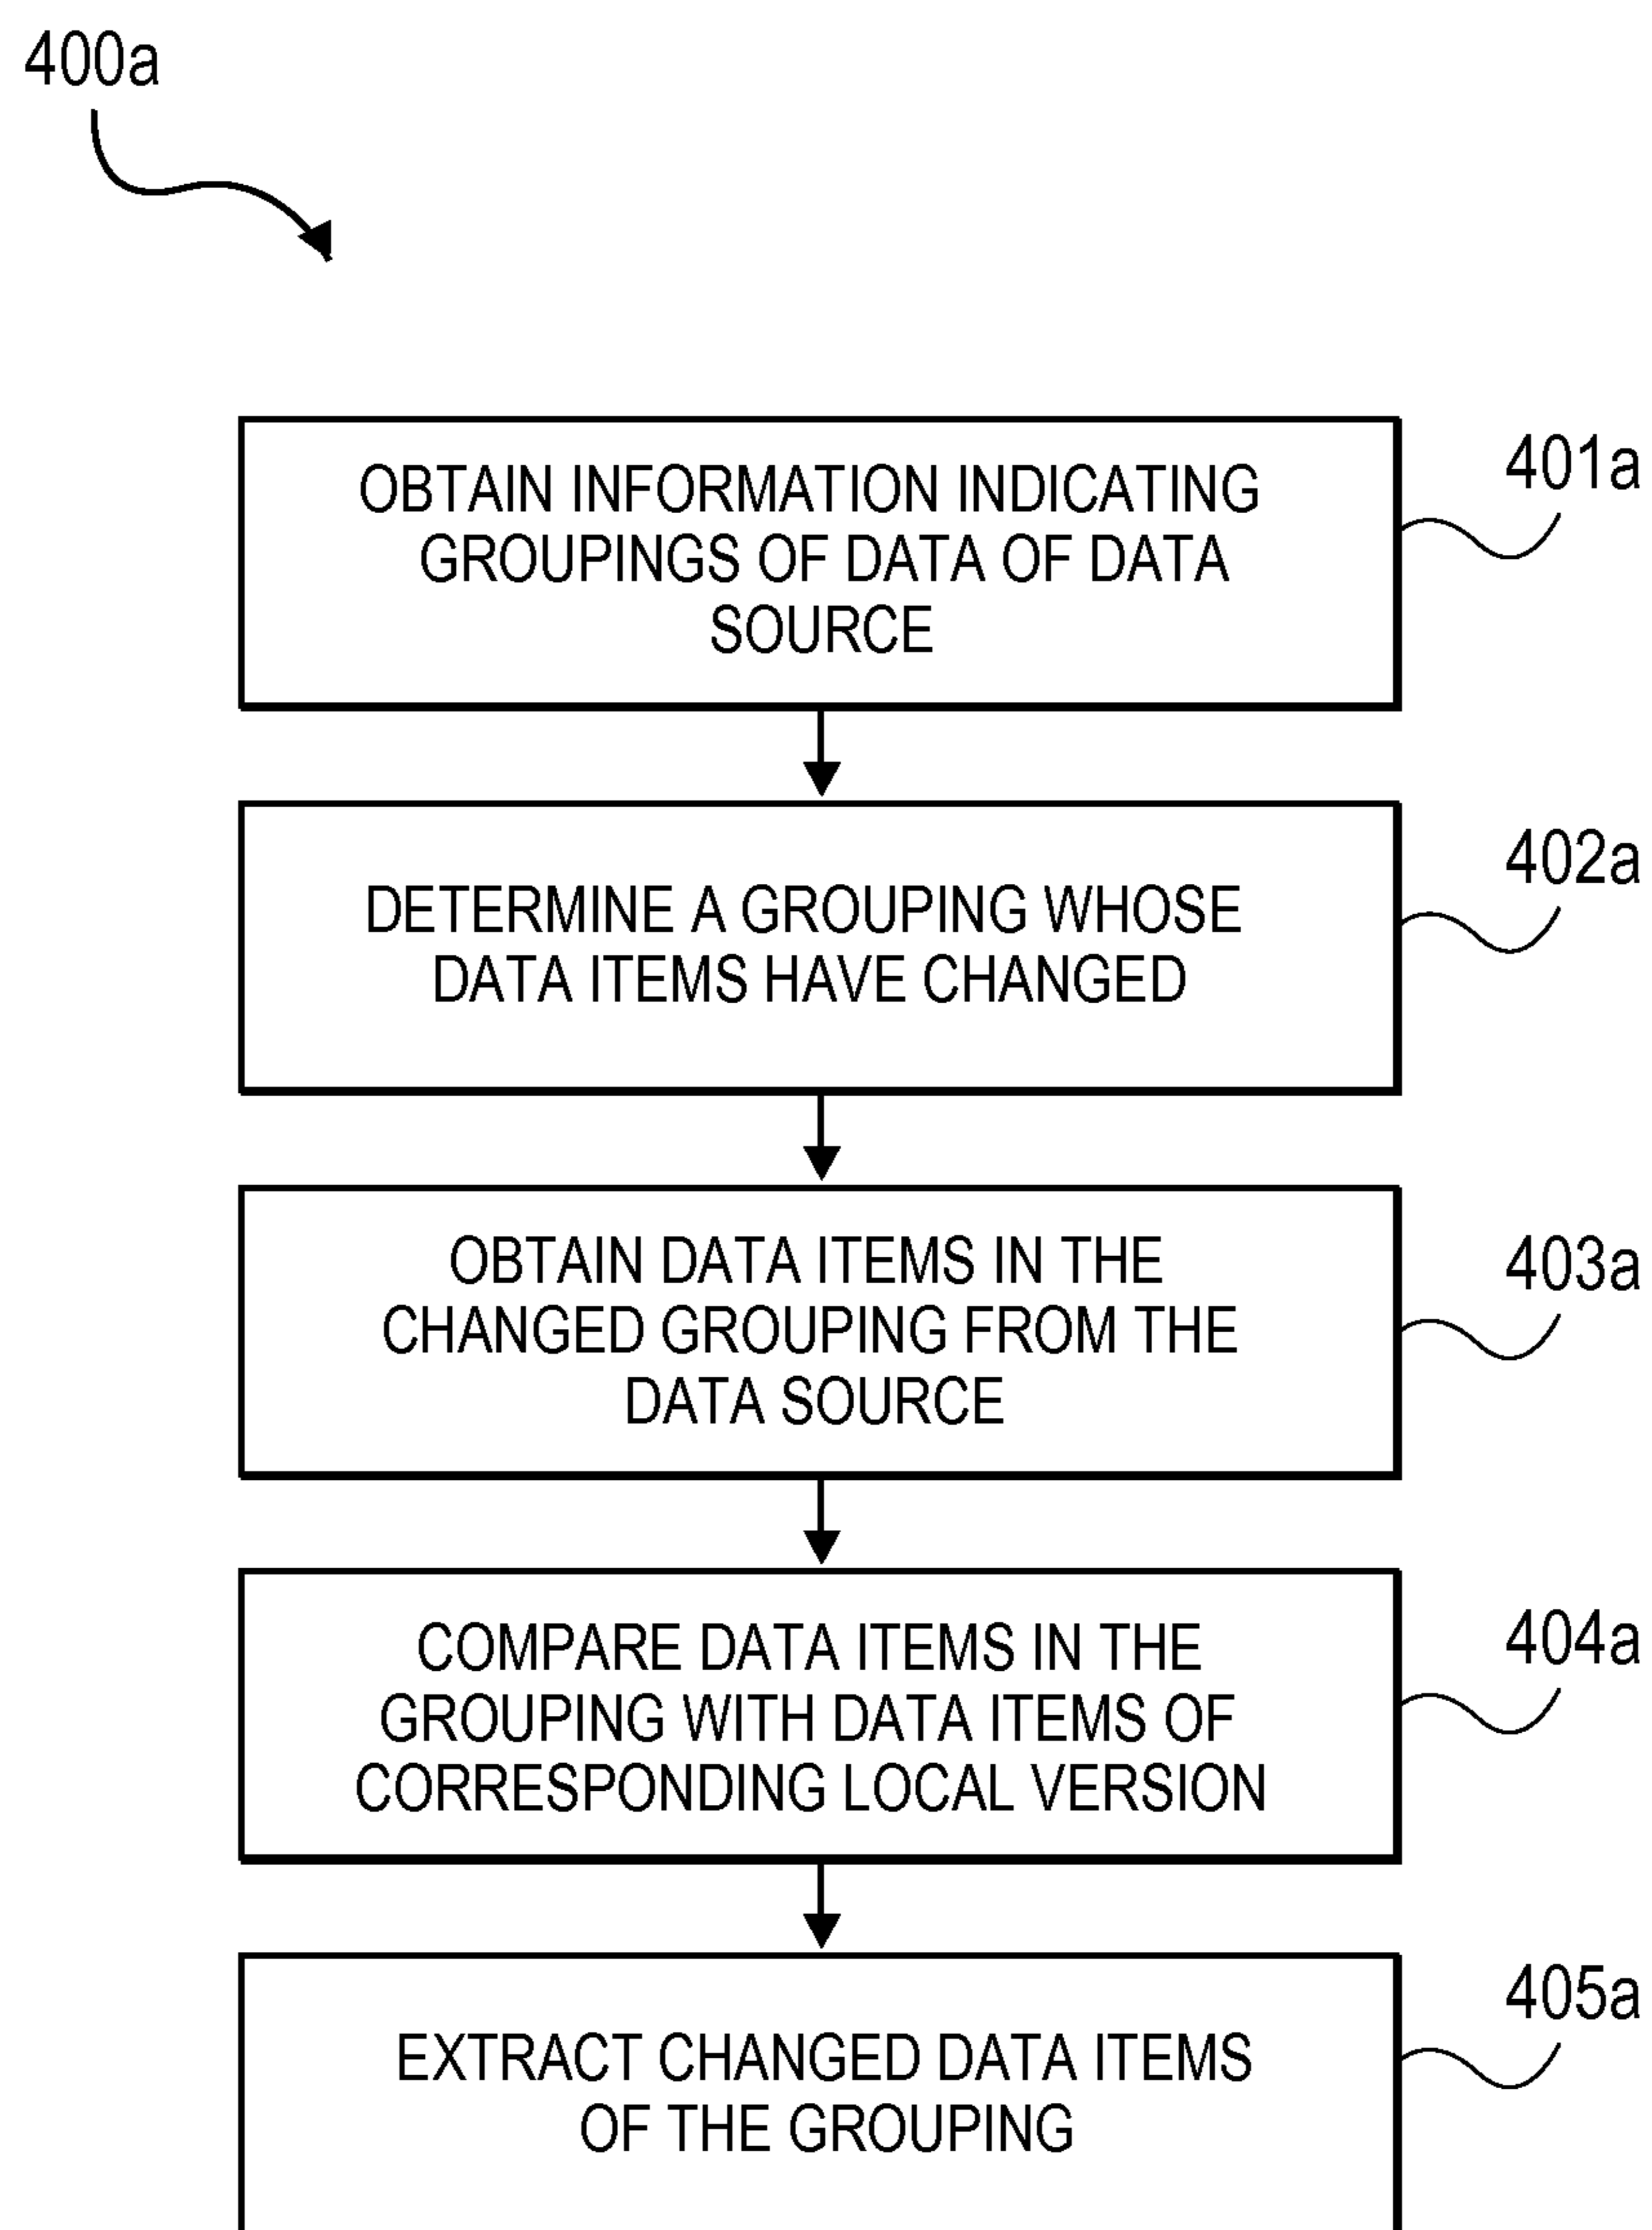 400a
OBTAIN INFORMATION INDICATING
GROUPINGS OF DATA OF DATA
SOURCE
401a
DETERMINE A GROUPING WHOSE
DATA ITEMS HAVE CHANGED
402a
OBTAIN DATA ITEMS IN THE
CHANGED GROUPING FROM THE
DATA SOURCE
403a
COMPARE DATA ITEMS IN THE
GROUPING WITH DATA ITEMS OF
CORRESPONDING LOCAL VERSION
404a
EXTRACT CHANGED DATA ITEMS
OF THE GROUPING
405a